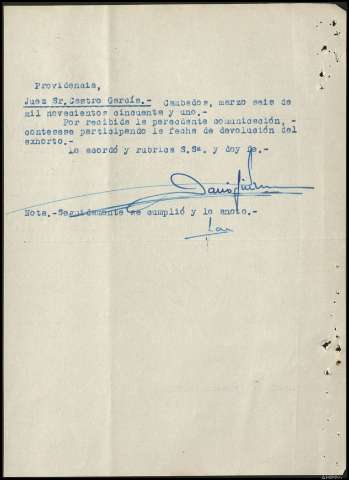 Providencia,
Juez Sr. Castro García.- Cambados, marzo seis de
mil novecientos cincuenta y uno.-
Por recibida la precedente comunicación, -
contesese participando la fecha de devolución del
exhorto.-
Lo acordó y rubrica S.Sª. y doy fe.-
Nota.-Seguidamente se cumplió y lo anoto.-